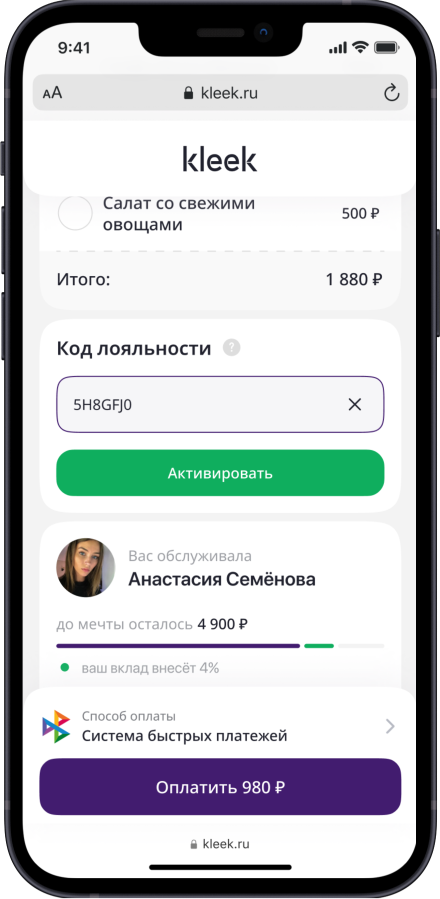 9:41
AA
kleek.ru
kleek
Салат со свежими
овощами
500 ₽
Итого:
1 880 ₽
Код лояльности
?
5H8GFJ0
Активировать
Вас обслуживала
Анастасия Семёнова
до мечты осталось 4 900 ₽
ваш вклад внесёт 4%
Способ оплаты
Система быстрых платежей
Оплатить 980 ₽
kleek.ru